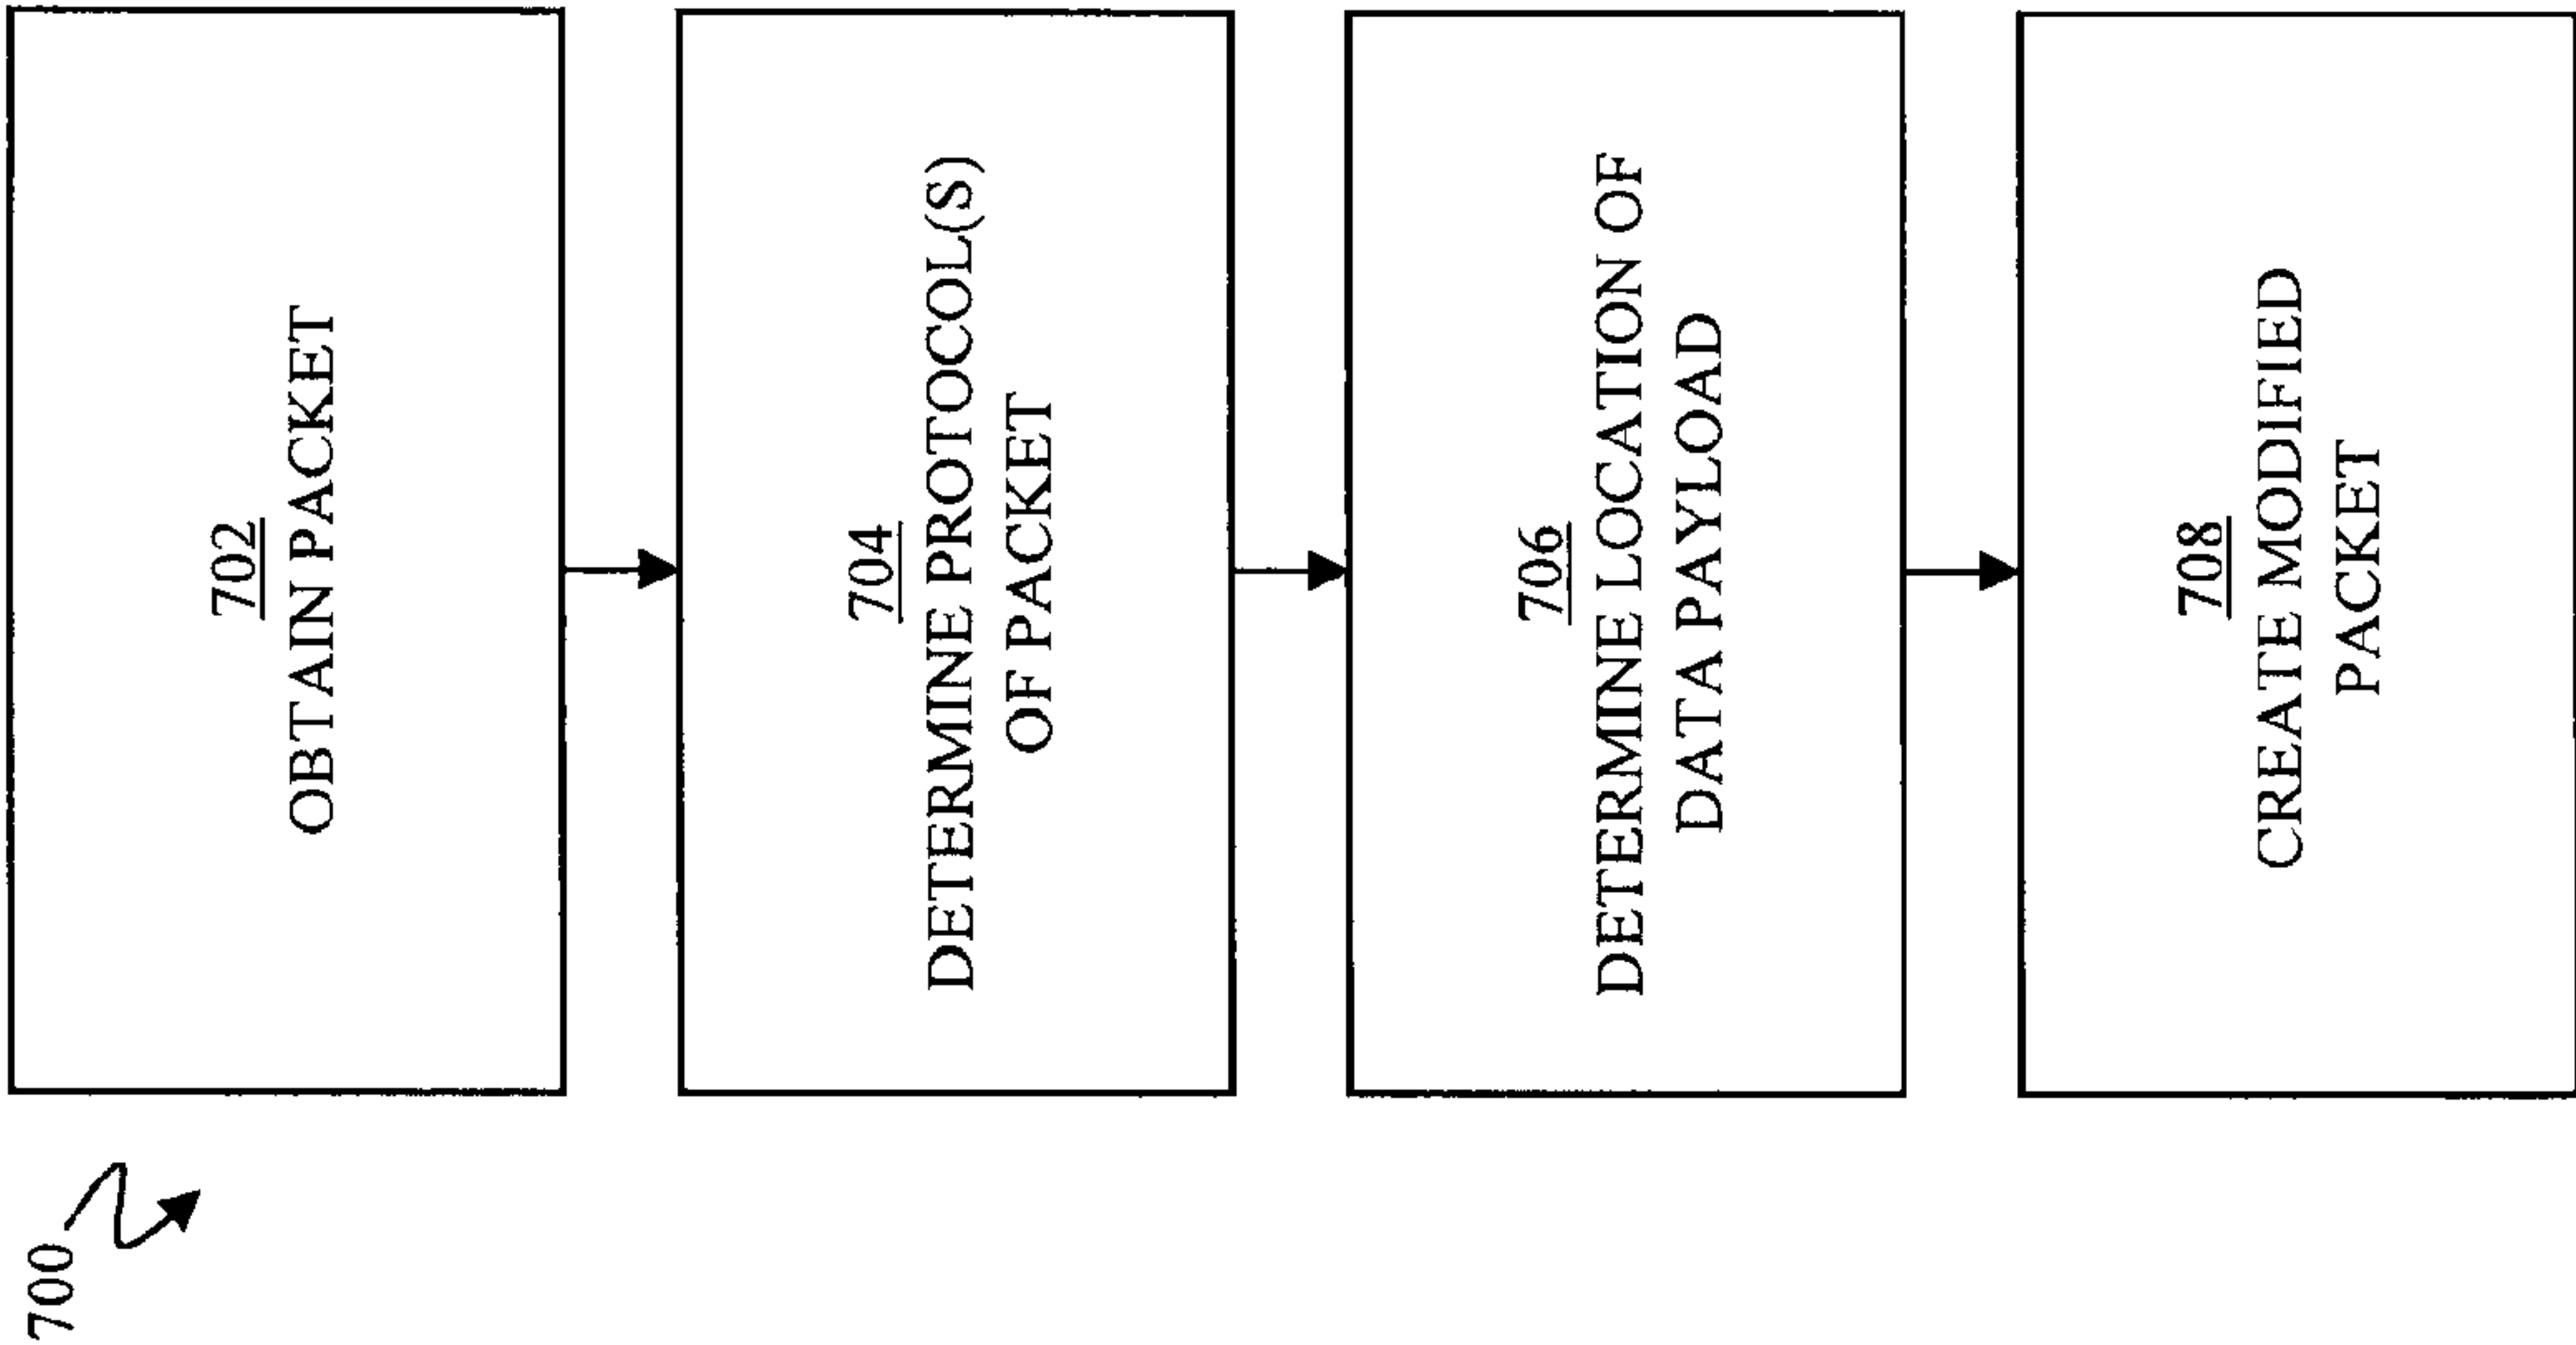 700
702
OBTAIN PACKET
704
DETERMINE PROTOCOL(S)
OF PACKET
706
DETERMINE LOCATION OF
DATA PAYLOAD
708
CREATE MODIFIED
PACKET